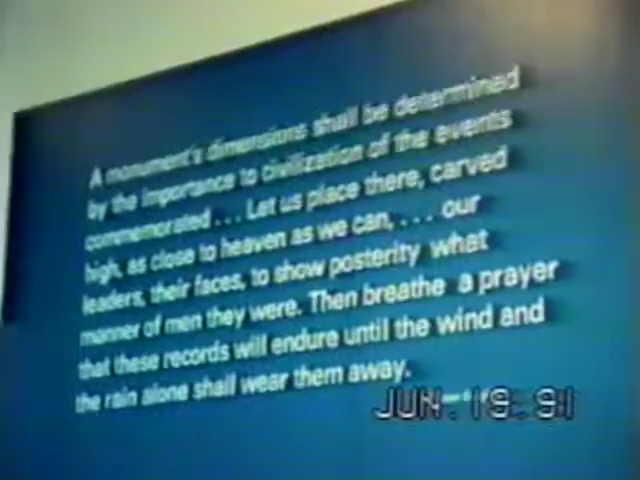 A monument's dimensions shall be determined
by the importance to civilization of the events
commemorated . . . Let us place there, carved
high, as close to heaven as we can, . . . our
leaders, their faces, to show posterity what
manner of men they were. Then breathe a prayer
that these records will endure until the wind and
the rain alone shall wear them away.
JUN. 19. 91